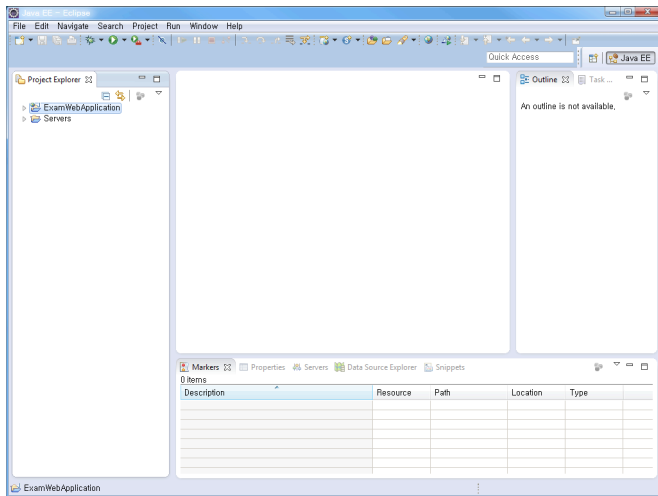 Java EE - Eclipse
File Edit Navigate Search Project Run Window Help
Quick Access
Java EE
Project Explorer
ExamWebApplication
Servers
Outline
Task ...
An outline is not available.
Markers Properties Servers Data Source Explorer Snippets
0 items
Description Resource Path Location Type
ExamWebApplication